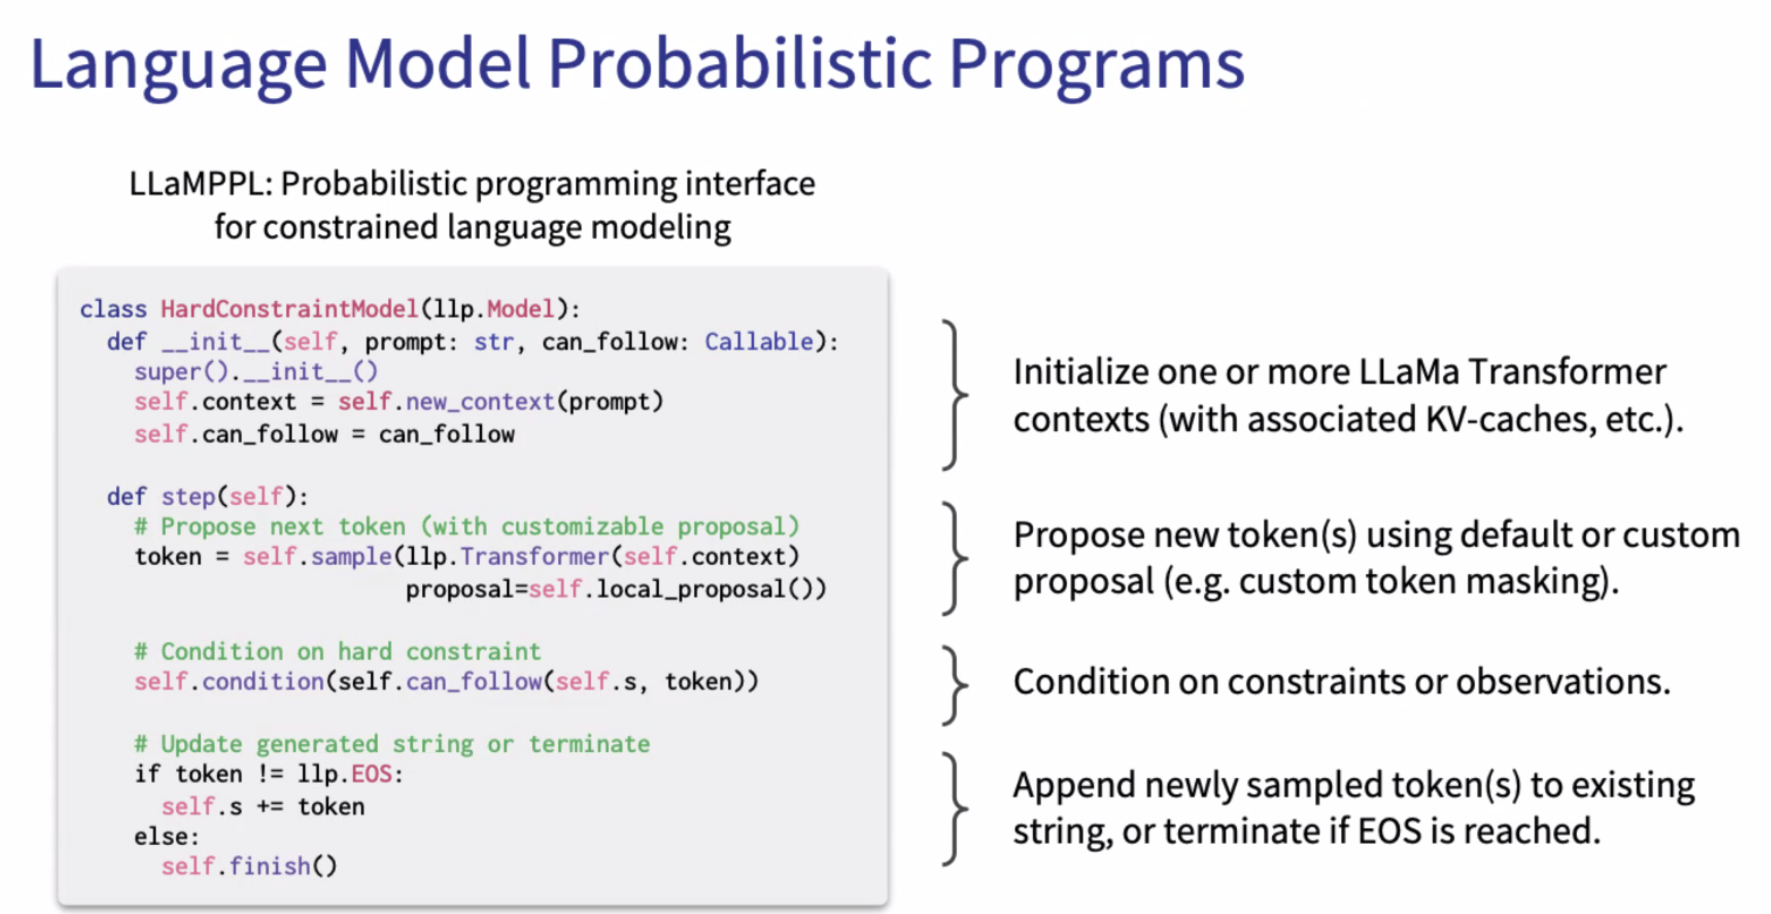 Language Model Probabilistic Programs
LLaMPPL: Probabilistic programming interface
for constrained language modeling
class HardConstraintModel(llp.Model):
  def __init__(self, prompt: str, can_follow: Callable):
    super().__init__()
    self.context = self.new_context(prompt)
    self.can_follow = can_follow
  def step(self):
    # Propose next token (with customizable proposal)
    token = self.sample(llp.Transformer(self.context)
                        proposal=self.local_proposal())
    # Condition on hard constraint
    self.condition(self.can_follow(self.s, token))
    # Update generated string or terminate
    if token != llp.EOS:
      self.s += token
    else:
      self.finish()
Initialize one or more LLaMa Transformer
contexts (with associated KV-caches, etc.).
Propose new token(s) using default or custom
proposal (e.g. custom token masking).
Condition on constraints or observations.
Append newly sampled token(s) to existing
string, or terminate if EOS is reached.